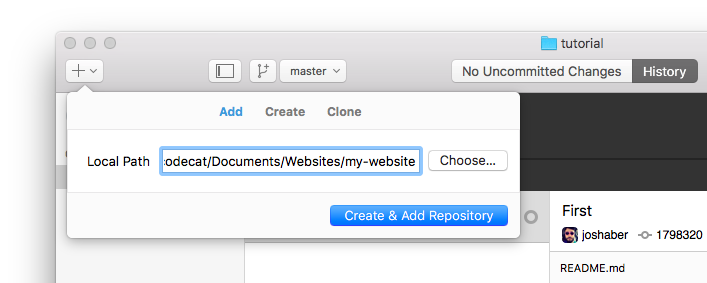 tutorial
master
No Uncommitted Changes
History
Add
Create
Clone
Local Path
codecat/Documents/Websites/my-website
Choose...
Create & Add Repository
First
joshaber
1798320
README.md